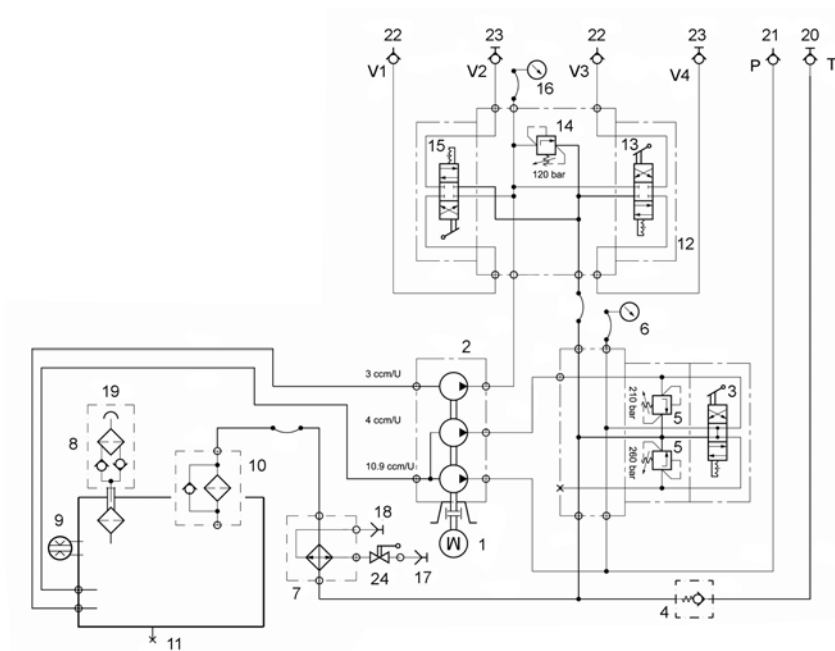 22 23 22 23 21 20
V1 V2 V3 V4 P T
16
15 14 13
120 bar
12
6
2
3 ccm/U
19
210 bar 5 3
4 ccm/U
8
10
5
260 bar
10.9 ccm/U
9
18
M 1
7 24 17
4
11